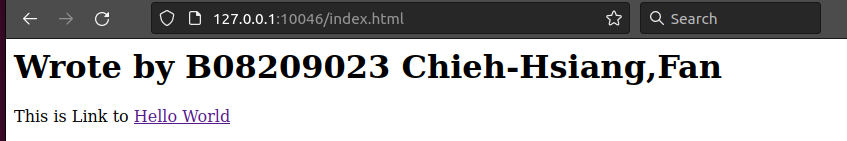 127.0.0.1:10046/index.html
Search
Wrote by B08209023 Chieh-Hsiang,Fan
This is Link to Hello World